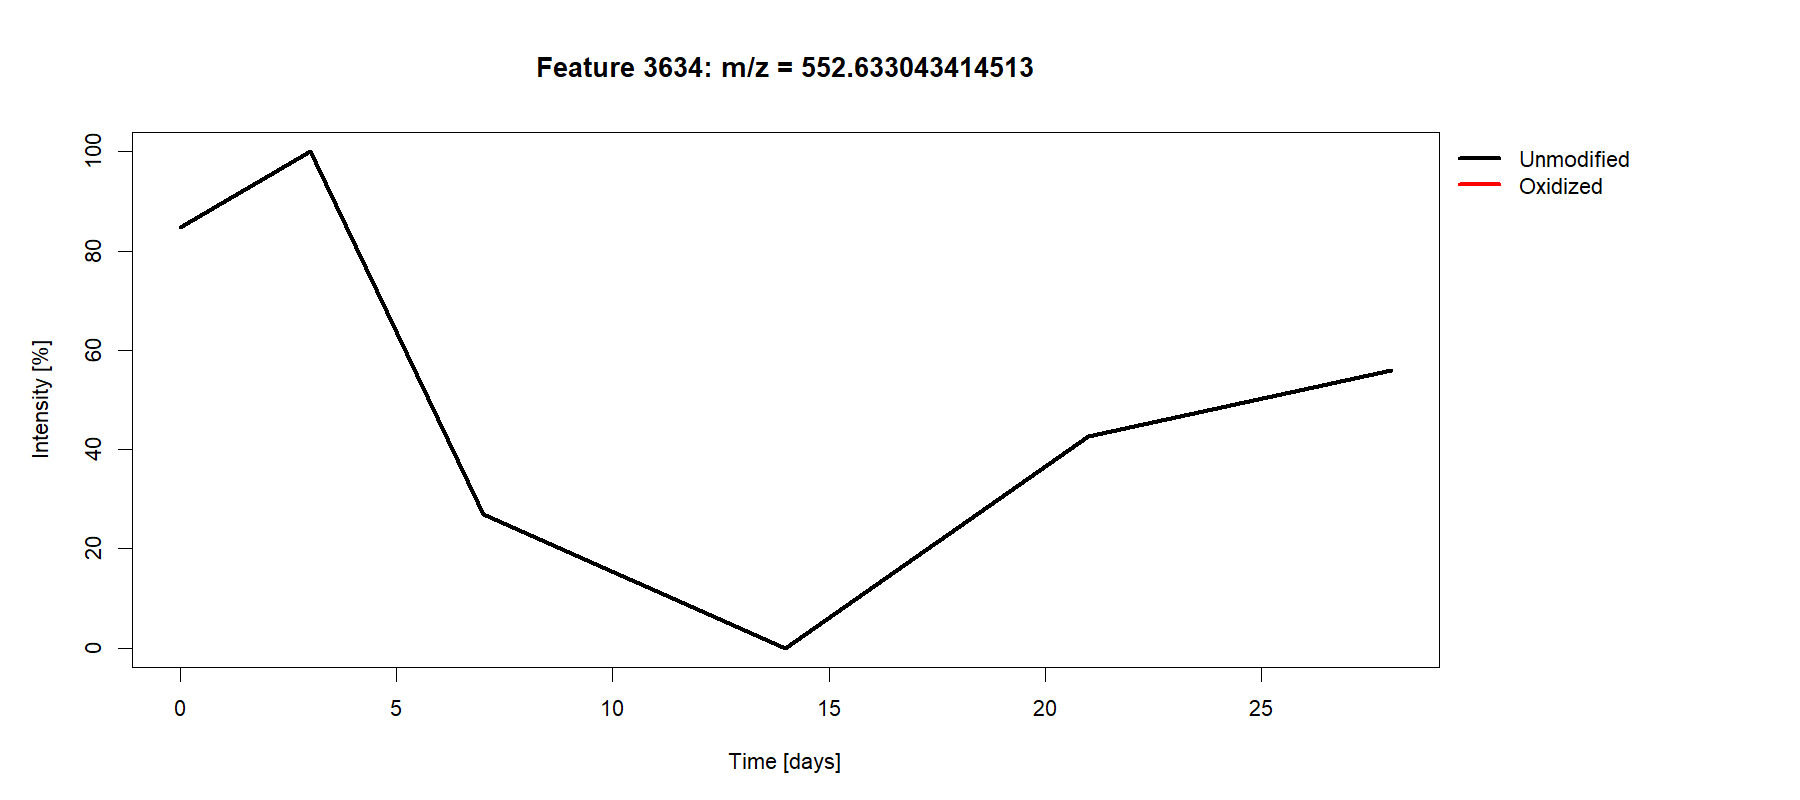 Feature 3634: m/z = 552.633043414513
Unmodified
Oxidized
Intensity [%]
100
80
60
40
20
0
0 5 10 15 20 25
Time [days]